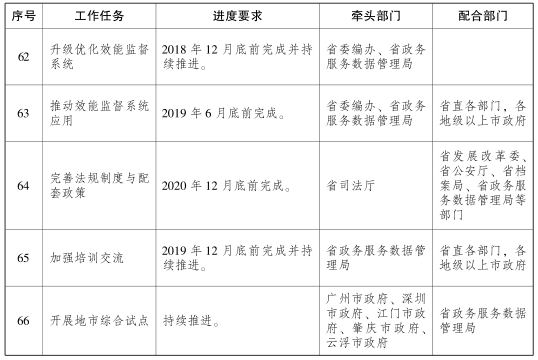 序号 工作任务 进度要求 牵头部门 配合部门
62 升级优化效能监督系统 2018年12月底前完成并持续推进。 省委编办、省政务服务数据管理局
63 推动效能监督系统应用 2019年6月底前完成。 省委编办、省政务服务数据管理局 省直各部门，各地级以上市政府
64 完善法规制度与配套政策 2020年12月底前完成。 省司法厅 省发展改革委、省公安厅、省档案局、省政务服务数据管理局等部门
65 加强培训交流 2019年12月底前完成并持续推进。 省政务服务数据管理局 省直各部门，各地级以上市政府
66 开展地市综合试点 持续推进。 广州市政府、深圳市政府、江门市政府、肇庆市政府、云浮市政府 省政务服务数据管理局